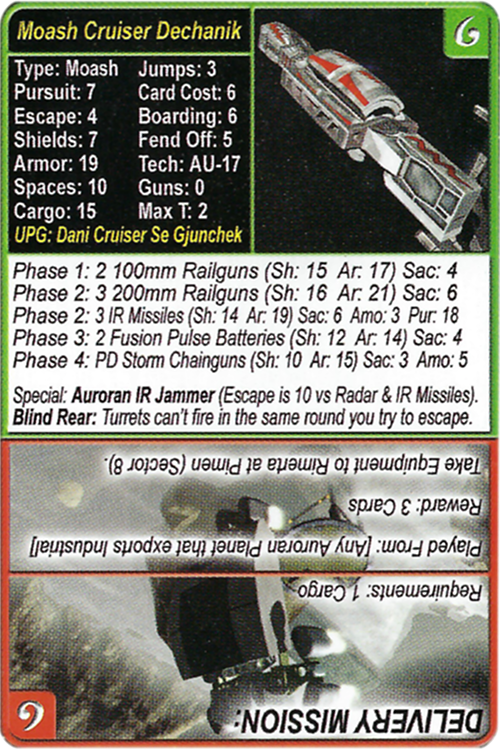 Moash Cruiser Dechanik
6
Type: Moash Jumps: 3
Pursuit: 7 Card Cost: 6
Escape: 4 Boarding: 6
Shields: 7 Fend Off: 5
Armor: 19 Tech: AU-17
Spaces: 10 Guns: 0
Cargo: 15 Max T: 2
UPG: Dani Cruiser Se Gjunchek
Phase 1: 2 100mm Railguns (Sh: 15 Ar: 17) Sac: 4
Phase 2: 3 200mm Railguns (Sh: 16 Ar: 21) Sac: 6
Phase 2: 3 IR Missiles (Sh: 14 Ar: 19) Sac: 6 Amo: 3 Pur: 18
Phase 3: 2 Fusion Pulse Batteries (Sh: 12 Ar: 14) Sac: 4
Phase 4: PD Storm Chainguns (Sh: 10 Ar: 15) Sac: 3 Amo: 5
Special: Auroran IR Jammer (Escape is 10 vs Radar & IR Missiles).
Blind Rear: Turrets can't fire in the same round you try to escape.
DELIVERY MISSION:
6
Requirements: 1 Cargo
Played From: [Any Auroran Planet that exports Industrial]
Reward: 3 Cards
Take Equipment to Rimerta at Pimen (Sector 8).